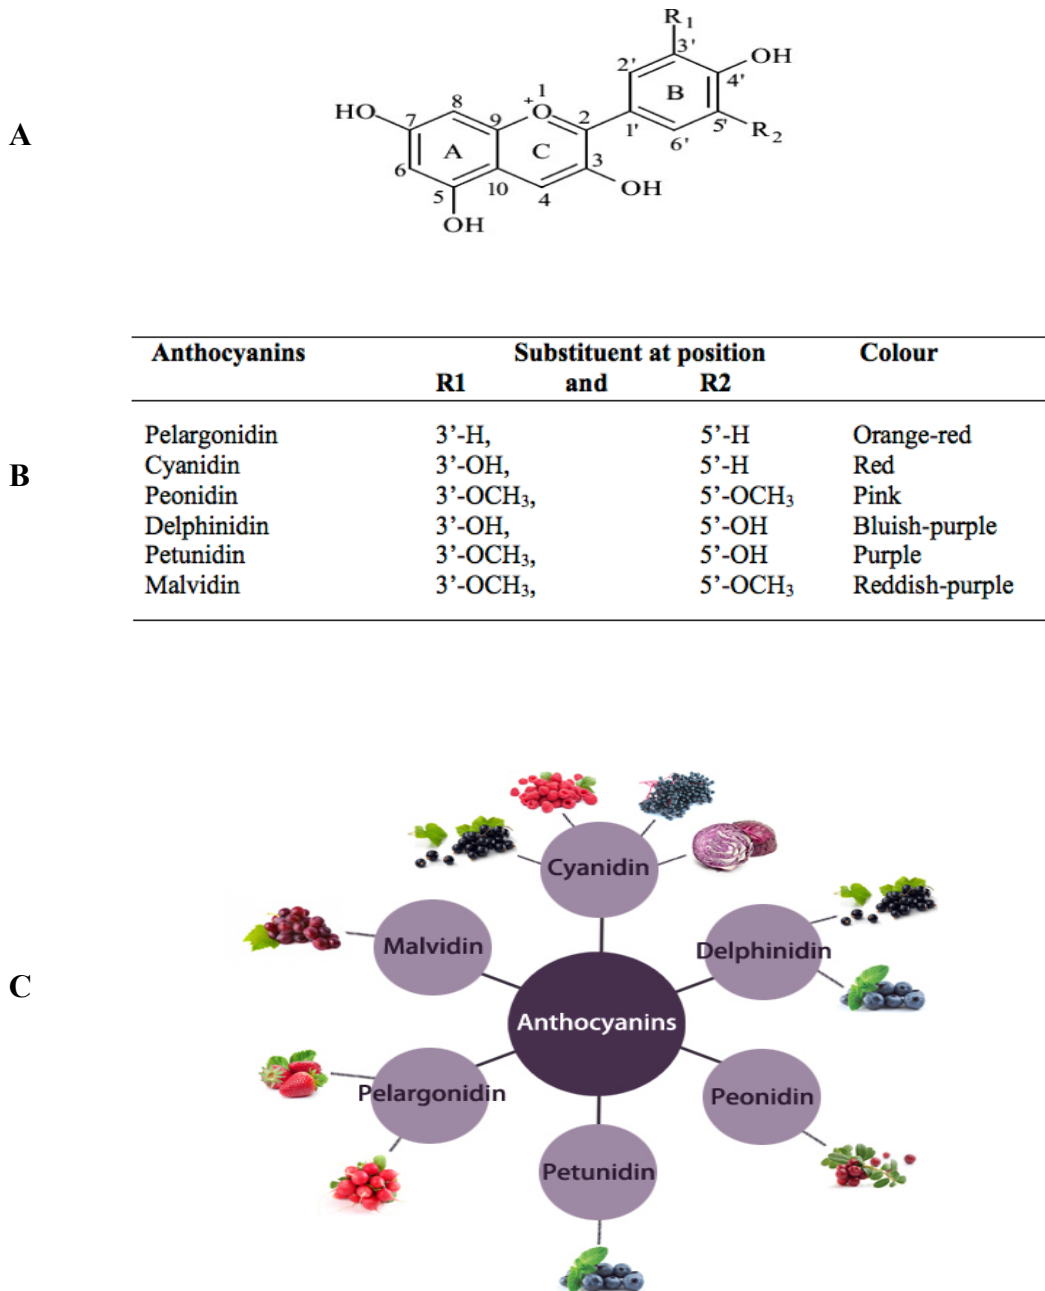 A
R1
3'
OH
2'
4'
B
1
+
O
8
HO
7
9
2
1'
5'
R2
6'
A
C
3
6
10
OH
5
4
OH
B
Anthocyanins Substituent at position Colour
R1 and R2
Pelargonidin 3’-H, 5’-H Orange-red
Cyanidin 3’-OH, 5’-H Red
Peonidin 3’-OCH3, 5’-OCH3 Pink
Delphinidin 3’-OH, 5’-OH Bluish-purple
Petunidin 3’-OCH3, 5’-OH Purple
Malvidin 3’-OCH3, 5’-OCH3 Reddish-purple
C
Cyanidin
Malvidin
Delphinidin
Anthocyanins
Pelargonidin
Peonidin
Petunidin